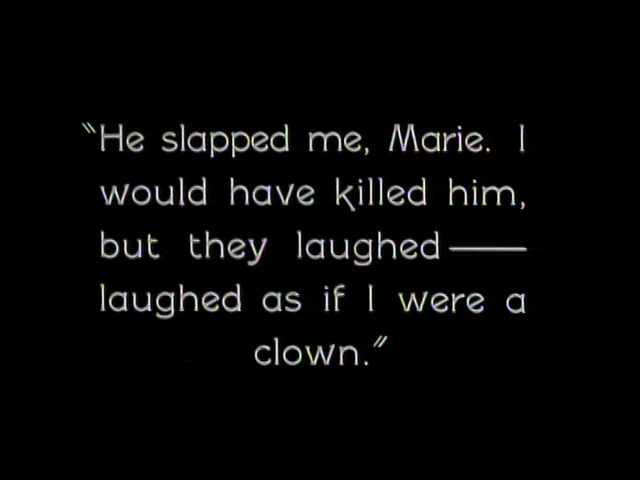 "He slapped me, Marie. I
would have killed him,
but they laughed——
laughed as if I were a
clown."